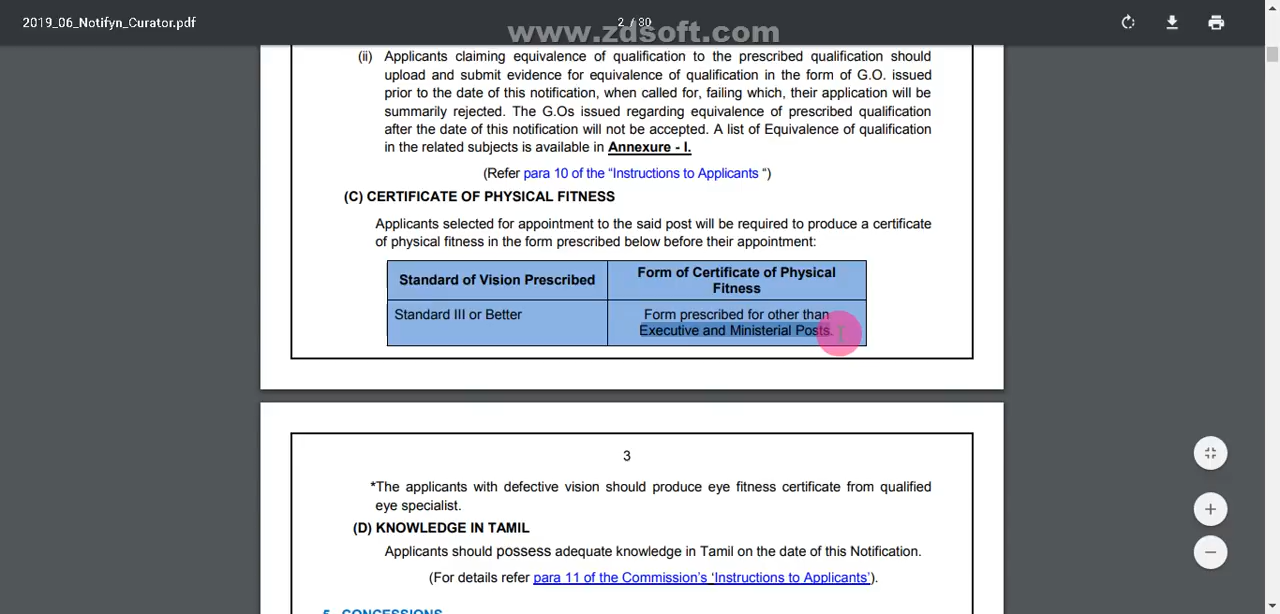 2019_06_Notifyn_Curator.pdf
2 / 30
www.zdsoft.com
(ii) Applicants claiming equivalence of qualification to the prescribed qualification should
upload and submit evidence for equivalence of qualification in the form of G.O. issued
prior to the date of this notification, when called for, failing which, their application will be
summarily rejected. The G.Os issued regarding equivalence of prescribed qualification
after the date of this notification will not be accepted. A list of Equivalence of qualification
in the related subjects is available in Annexure - I.
(Refer para 10 of the “Instructions to Applicants “)
(C) CERTIFICATE OF PHYSICAL FITNESS
Applicants selected for appointment to the said post will be required to produce a certificate
of physical fitness in the form prescribed below before their appointment:
Standard of Vision Prescribed
Form of Certificate of Physical
Fitness
Standard III or Better
Form prescribed for other than
Executive and Ministerial Posts.
3
*The applicants with defective vision should produce eye fitness certificate from qualified
eye specialist.
(D) KNOWLEDGE IN TAMIL
Applicants should possess adequate knowledge in Tamil on the date of this Notification.
(For details refer para 11 of the Commission’s ‘Instructions to Applicants’).
5. CONCESSIONS